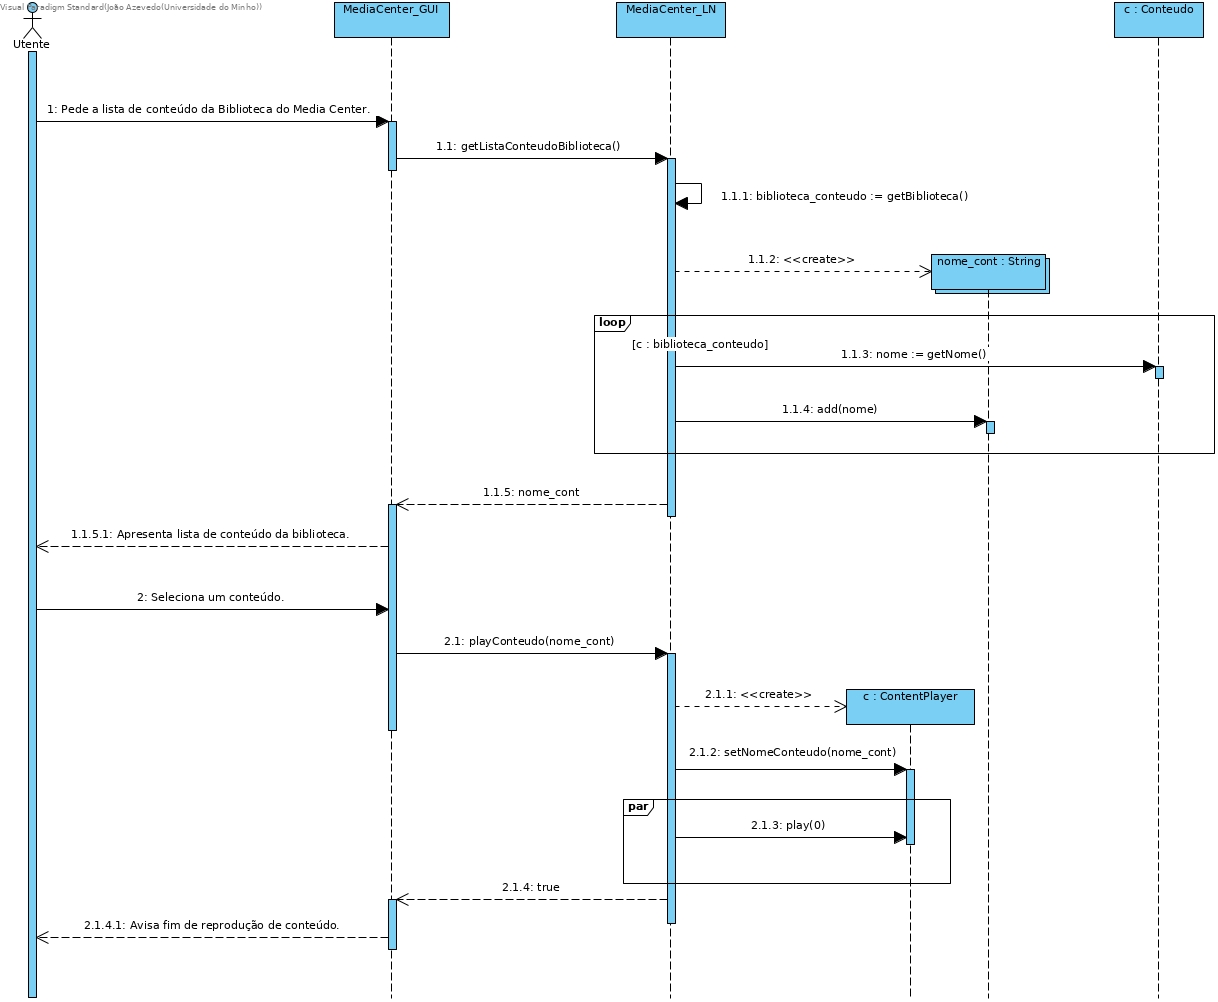 Visual Paradigm Standard(João Azevedo(Universidade do Minho))
Utente
MediaCenter_GUI
MediaCenter_LN
c : Conteudo
1: Pede a lista de conteúdo da Biblioteca do Media Center.
1.1: getListaConteudoBiblioteca()
1.1.1: biblioteca_conteudo := getBiblioteca()
1.1.2: <<create>>
nome_cont : String
loop
[c : biblioteca_conteudo]
1.1.3: nome := getNome()
1.1.4: add(nome)
1.1.5: nome_cont
1.1.5.1: Apresenta lista de conteúdo da biblioteca.
2: Seleciona um conteúdo.
2.1: playConteudo(nome_cont)
2.1.1: <<create>>
c : ContentPlayer
2.1.2: setNomeConteudo(nome_cont)
par
2.1.3: play(0)
2.1.4: true
2.1.4.1: Avisa fim de reprodução de conteúdo.